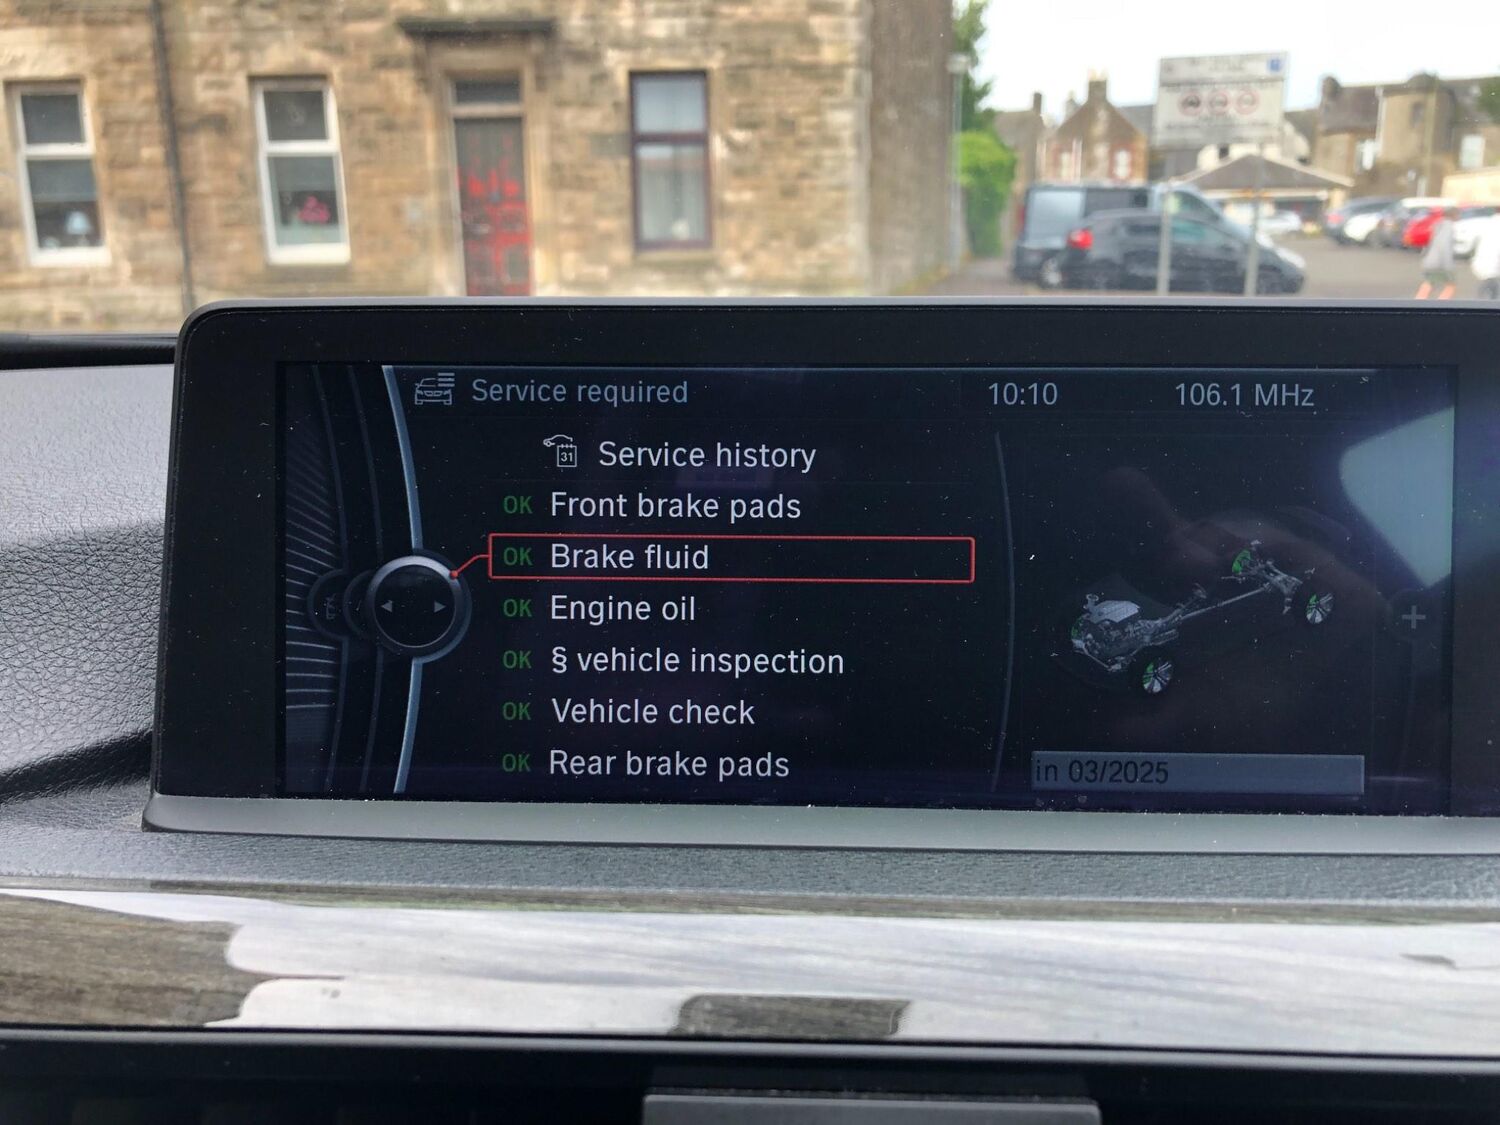 Service required 10:10 106.1 MHz
31 Service history
OK Front brake pads
OK Brake fluid
OK Engine oil
OK § vehicle inspection
OK Vehicle check
OK Rear brake pads
in 03/2025